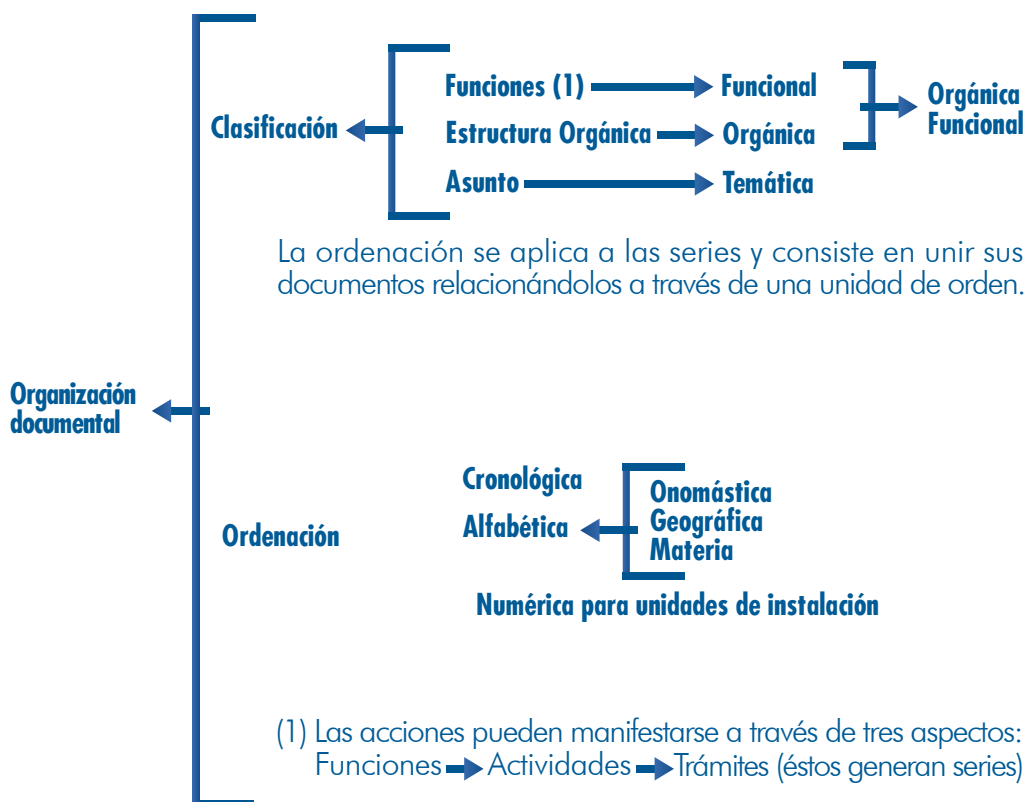 Funciones (1) Funcional
Orgánica
Funcional
Clasificación
Estructura Orgánica Orgánica
Asunto Temática
La ordenación se aplica a las series y consiste en unir sus
documentos relacionándolos a través de una unidad de orden.
Organización
documental
Cronológica
Onomástica
Alfabética
Geográfica
Materia
Ordenación
Numérica para unidades de instalación
(1) Las acciones pueden manifestarse a través de tres aspectos:
Funciones Actividades Trámites (éstos generan series)